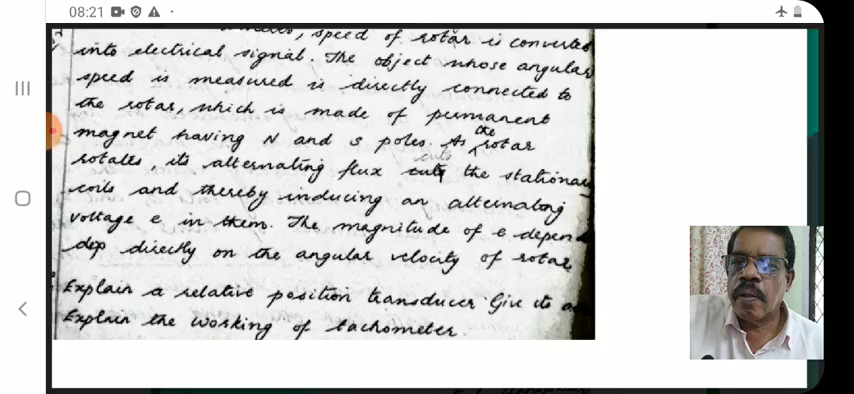 08:21
speed of rotar is converted
into electrical signal. The object whose angular
speed is measured is directly connected to
the rotar, which is made of permanent
magnet having N and S poles. As the rotar
rotates, its alternating flux cuts the stationary
coils and thereby inducing an alternating
voltage e in them. The magnitude of e depend
dep directly on the angular velocity of rotar
Explain a relative position transducer Give its a
Explain the working of tachometer.